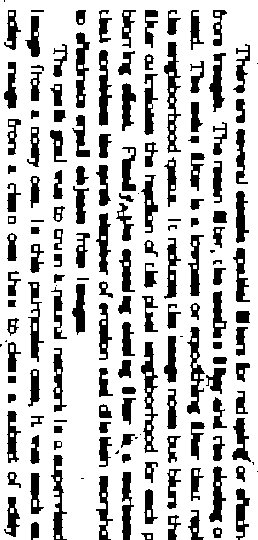 There are several classic spatial filters for reducing or elimin
from images. The mean filter, the median filter and the closing o
used. The mean filter is a lowpass or smoothing filter that repl
the neighborhood mean. It reduces the image noise but blurs the
filter calculates the median of the pixel neighborhood for each p
blurring effect. Finally, the opening closing filter is a mathem
that combines the same number of erosion and dilation morpho
to eliminate small objects from images.
The main goal was to train a neural network in a supervised
image from a noisy one. In this particular case, it was much ea
noisy image from a clean one than to clean a subset of noisy